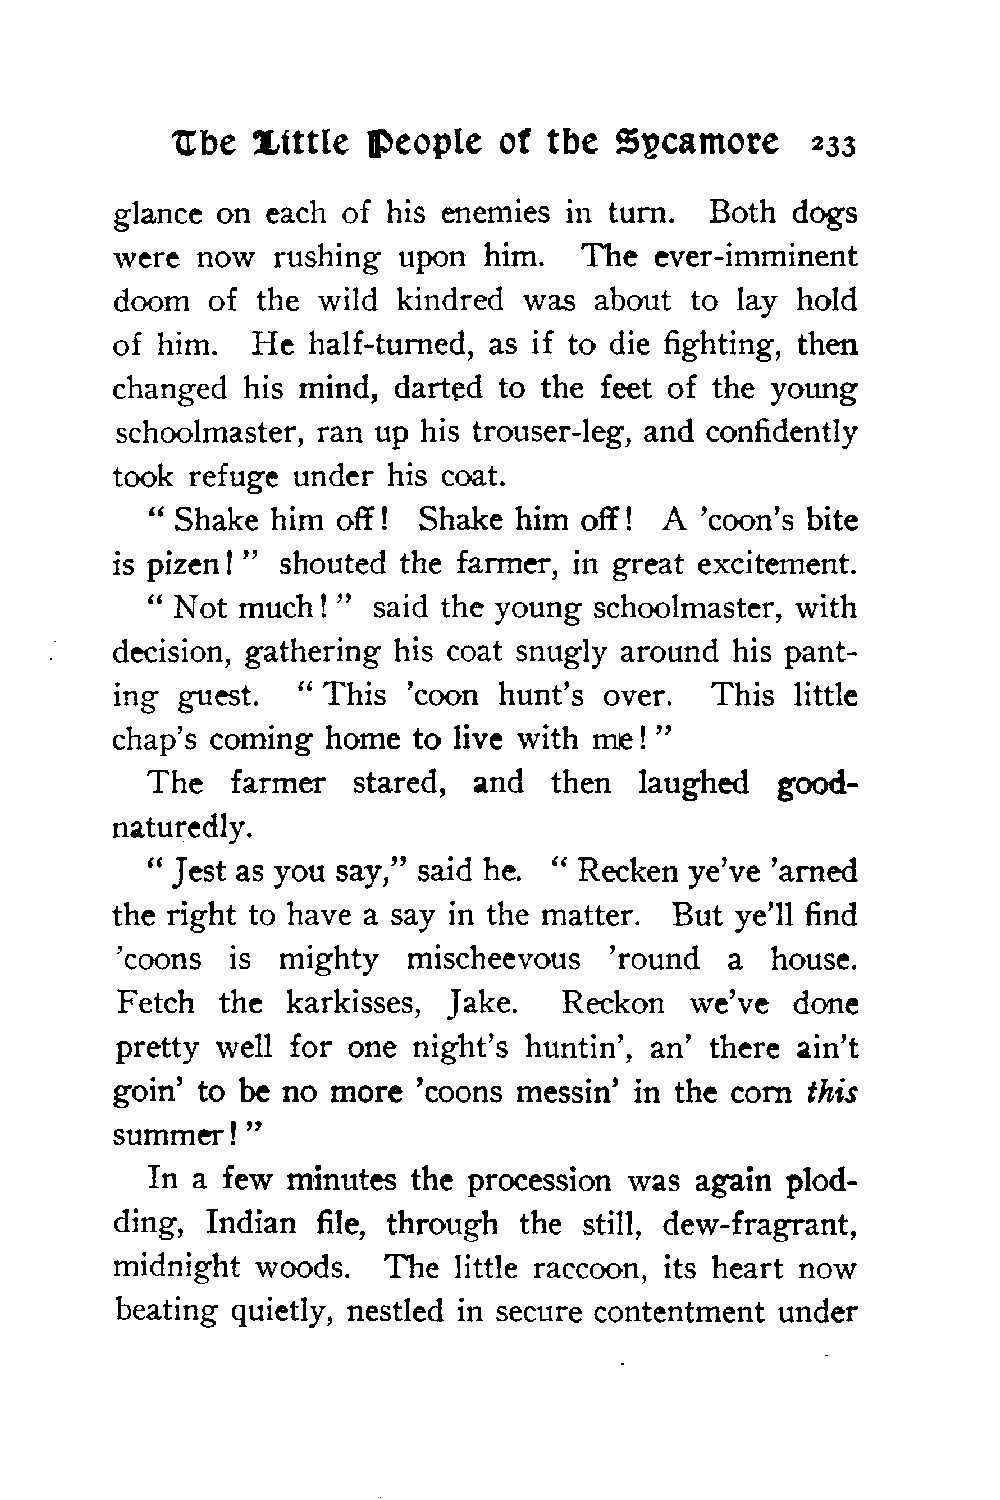 The Little People of the Sycamore 233
glance on each of his enemies in turn. Both dogs
were now rushing upon him. The ever-imminent
doom of the wild kindred was about to lay hold
of him. He half-turned, as if to die fighting, then
changed his mind, darted to the feet of the young
schoolmaster, ran up his trouser-leg, and confidently
took refuge under his coat.
“ Shake him off! Shake him off! A ’coon’s bite
is pizen! ” shouted the farmer, in great excitement.
“ Not much! ” said the young schoolmaster, with
decision, gathering his coat snugly around his pant-
ing guest. “ This ’coon hunt’s over. This little
chap’s coming home to live with me! ”
The farmer stared, and then laughed good-
naturedly.
“ Jest as you say,” said he. “ Recken ye’ve ’arned
the right to have a say in the matter. But ye’ll find
’coons is mighty mischeevous ’round a house.
Fetch the karkisses, Jake. Reckon we’ve done
pretty well for one night’s huntin’, an’ there ain’t
goin’ to be no more ’coons messin’ in the corn this
summer! ”
In a few minutes the procession was again plod-
ding, Indian file, through the still, dew-fragrant,
midnight woods. The little raccoon, its heart now
beating quietly, nestled in secure contentment under